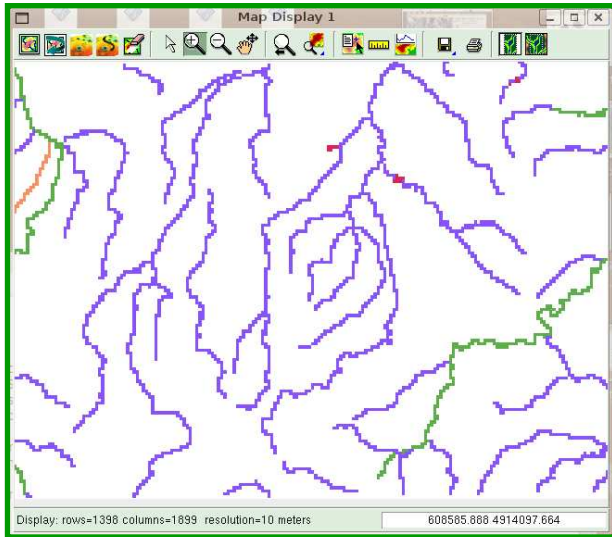 Map Display 1
Display: rows=1398 columns=1899 resolution=10 meters
608585.888 4914097.664